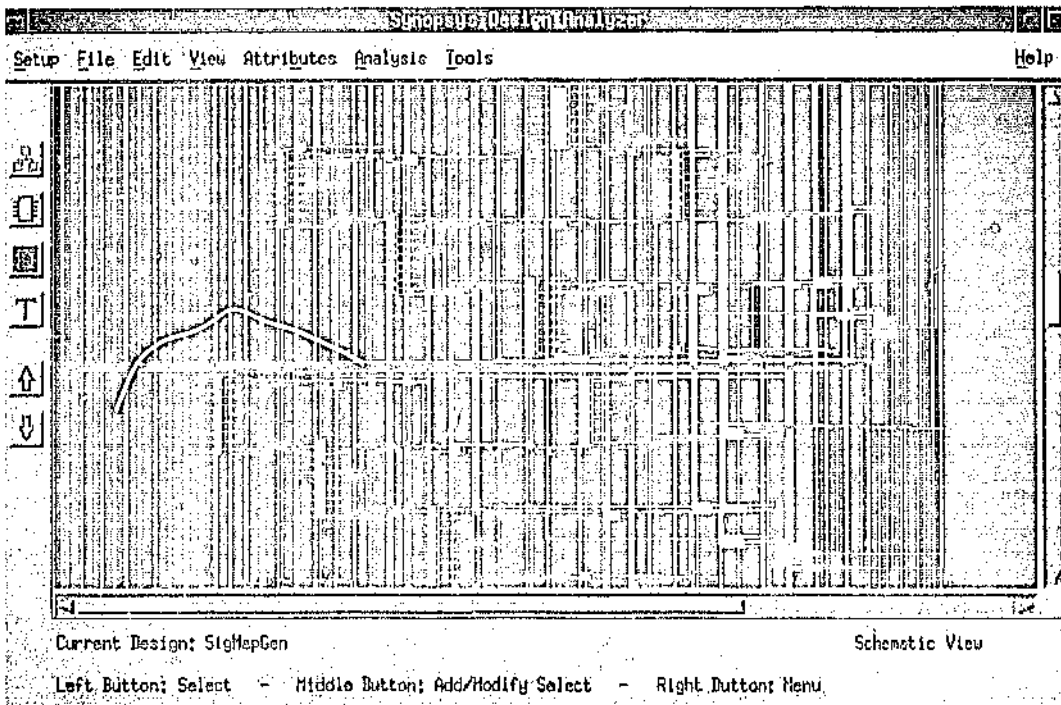 Synopsys Design Analyzer
Setup File Edit View Attributes Analysis Tools Help
T
Current Design: SigMapGen
Schematic View
Left Button: Select - Middle Button: Add/Modify Select - Right Button: Menu